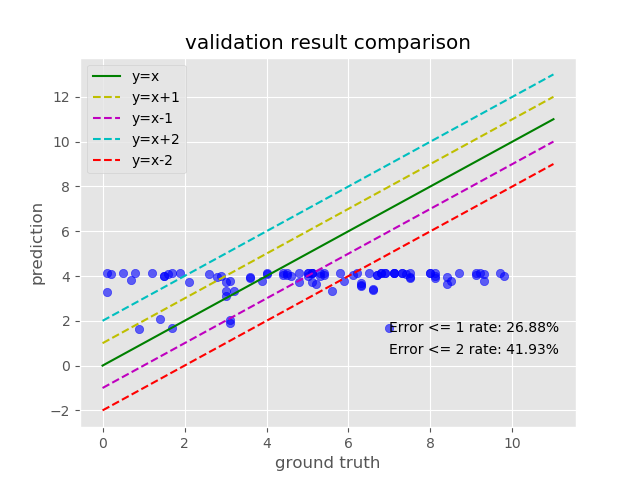 validation result comparison
y=x
y=x+1
y=x-1
y=x+2
y=x-2
12
10
8
6
4
2
0
−2
prediction
Error <= 1 rate: 26.88%
Error <= 2 rate: 41.93%
0 2 4 6 8 10
ground truth